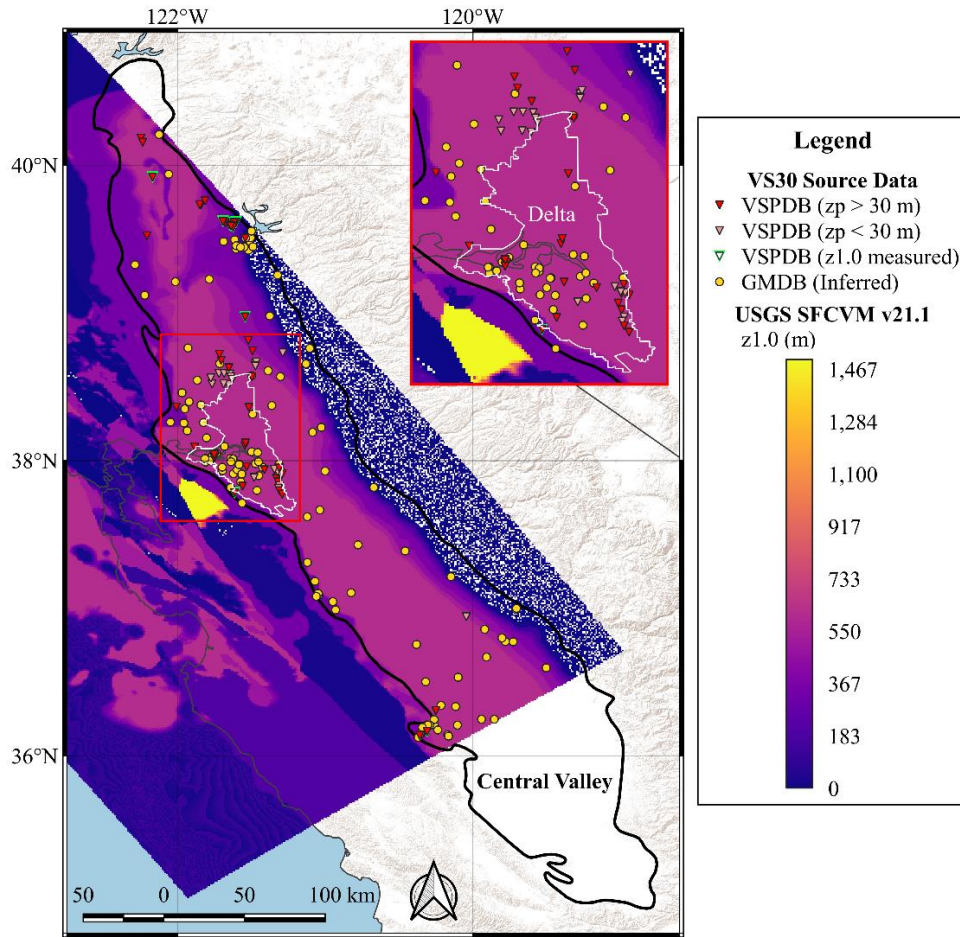 122°W
120°W
40°N
38°N
36°N
Delta
Central Valley
50
0
50
100 km
Legend
VS30 Source Data
VSPDB (zp > 30 m)
VSPDB (zp < 30 m)
VSPDB (z1.0 measured)
GMDB (Inferred)
USGS SFCVM v21.1
z1.0 (m)
1,467
1,284
1,100
917
733
550
367
183
0